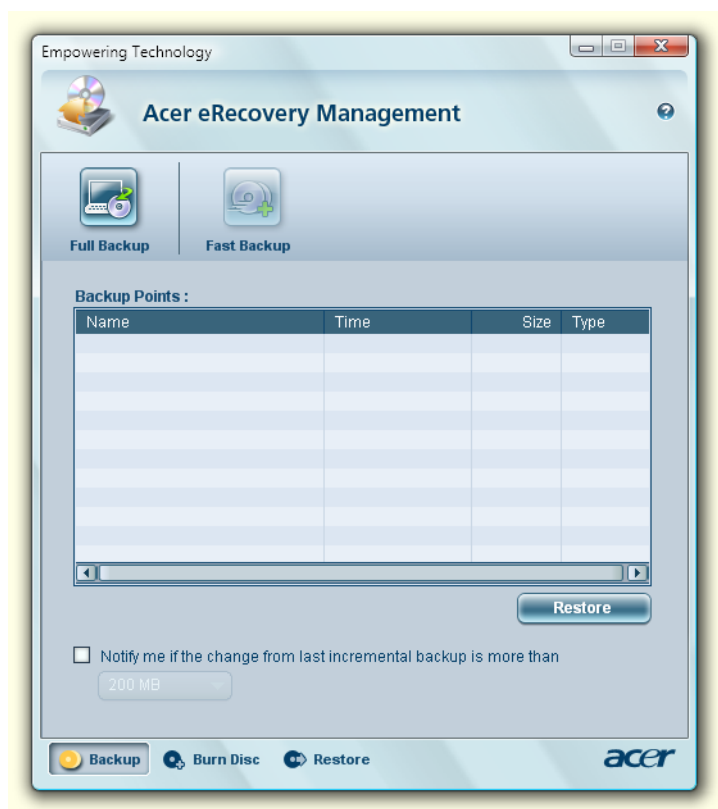 Empowering Technology
Acer eRecovery Management
Full Backup
Fast Backup
Backup Points :
Name Time Size Type
Restore
Notify me if the change from last incremental backup is more than
200 MB
Backup Burn Disc Restore
acer